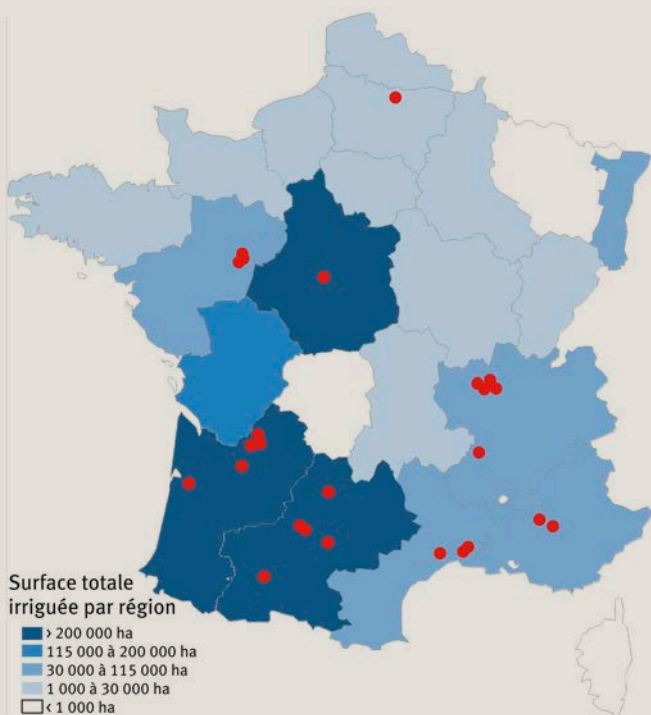 Surface totale
irriguée par région
> 200 000 ha
115 000 à 200 000 ha
30 000 à 115 000 ha
1 000 à 30 000 ha
< 1 000 ha